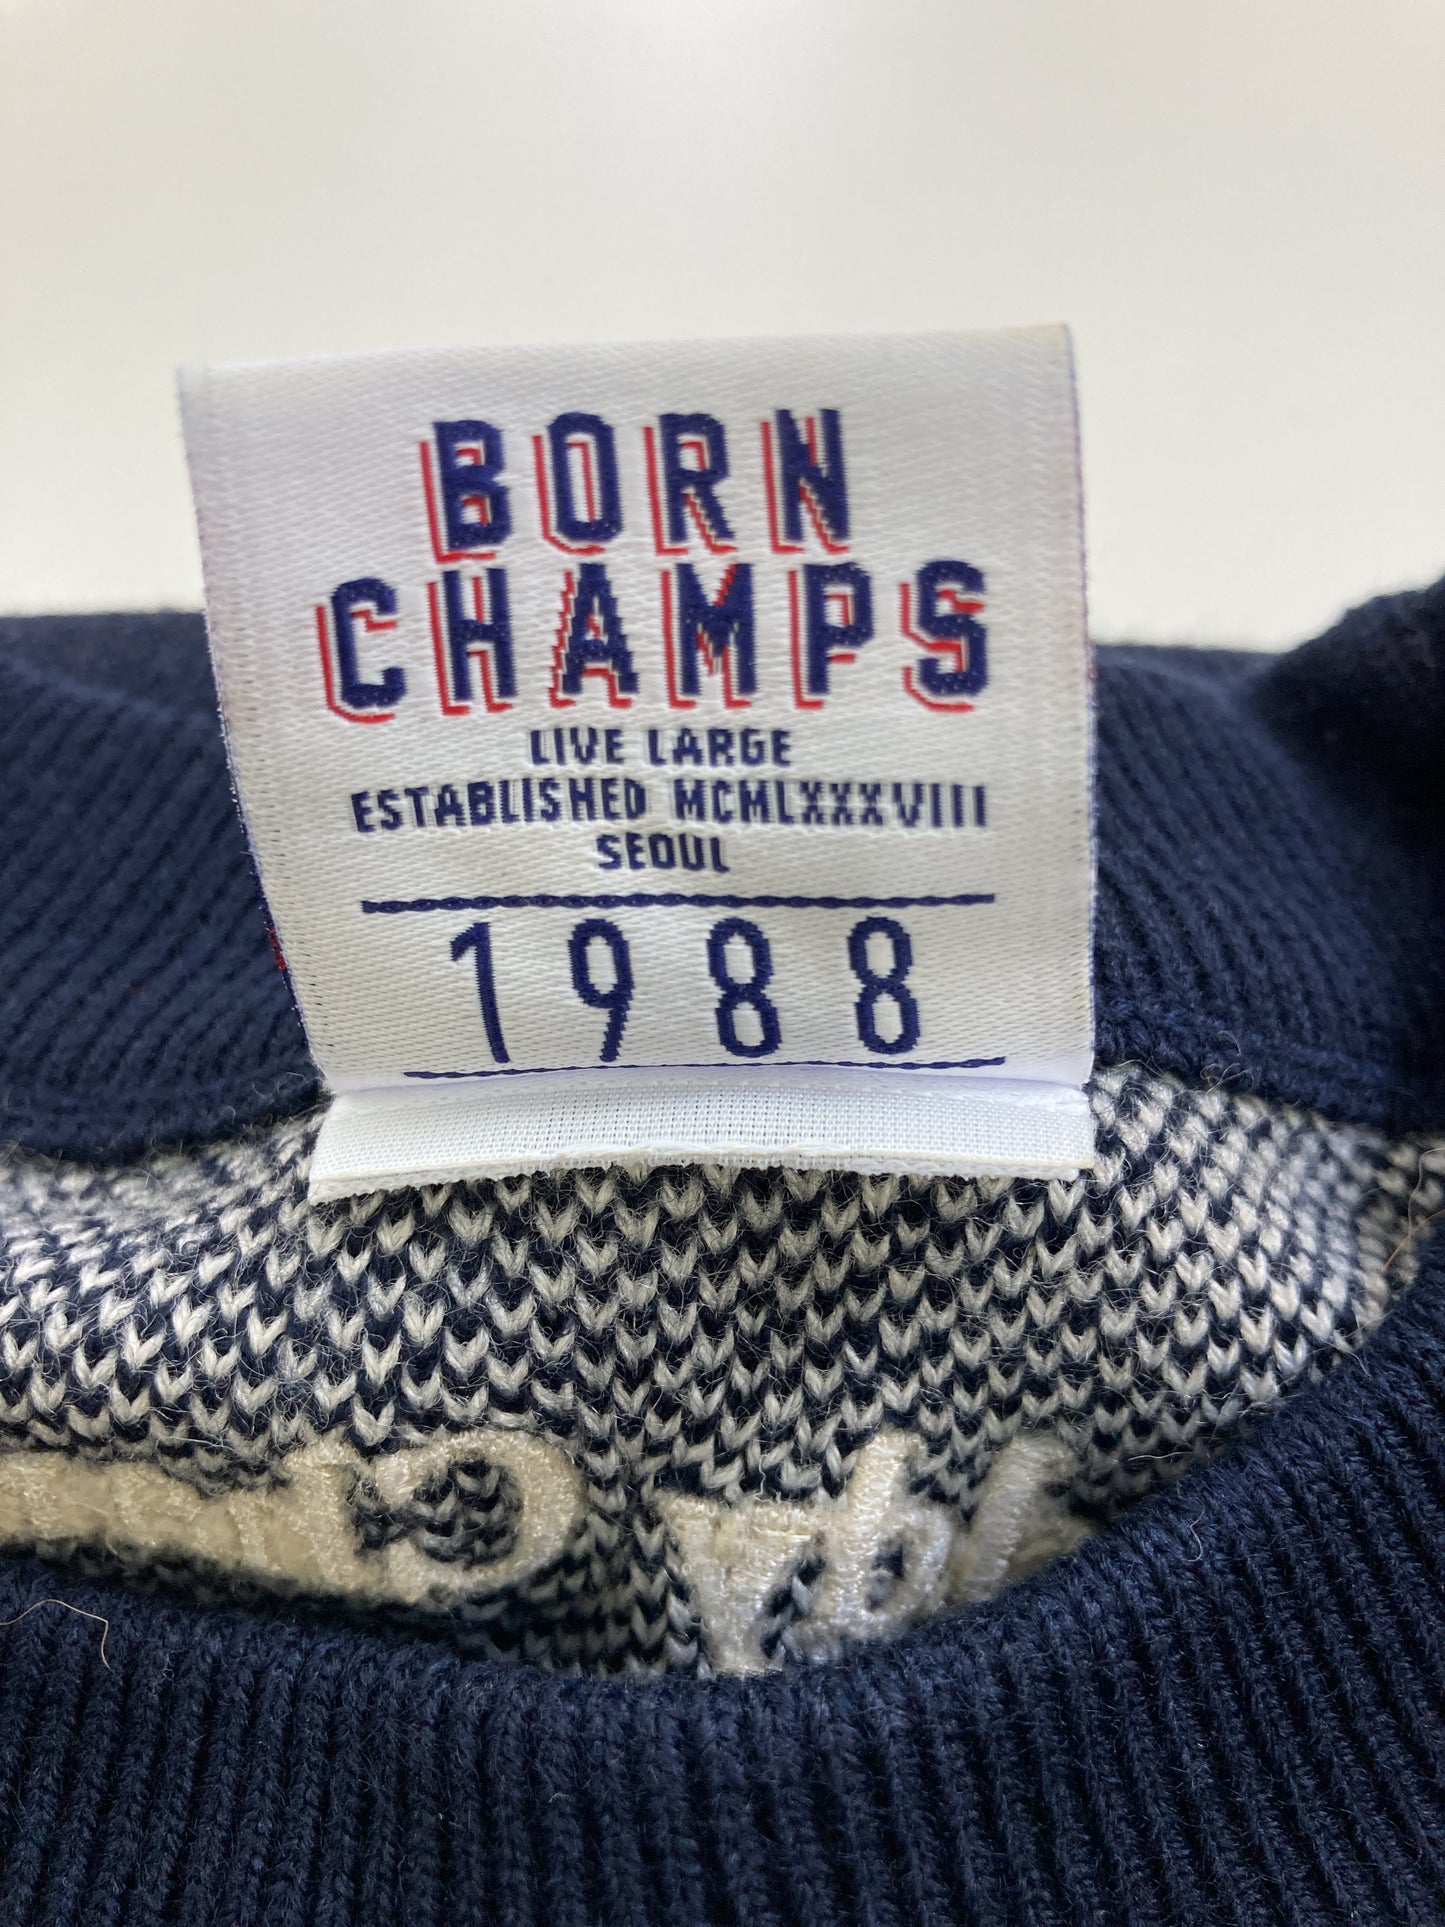 BORN
CHAMPS
LIVE LARGE
ESTABLISHED MCMLXXXVIII
SEOUL
1988